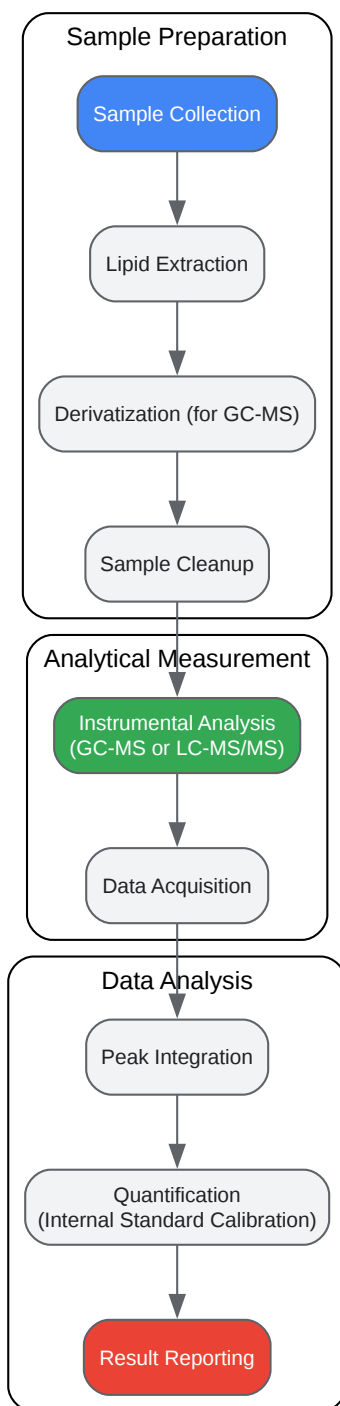 Sample Preparation
Sample Collection
Lipid Extraction
Derivatization (for GC-MS)
Sample Cleanup
Analytical Measurement
Instrumental Analysis
(GC-MS or LC-MS/MS)
Data Acquisition
Data Analysis
Peak Integration
Quantification
(Internal Standard Calibration)
Result Reporting